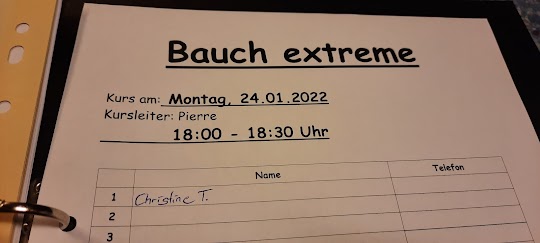 Bauch extreme
Kurs am: Montag, 24.01.2022
Kursleiter: Pierre
18:00 - 18:30 Uhr
Name Telefon
1 Christine T.
2
3